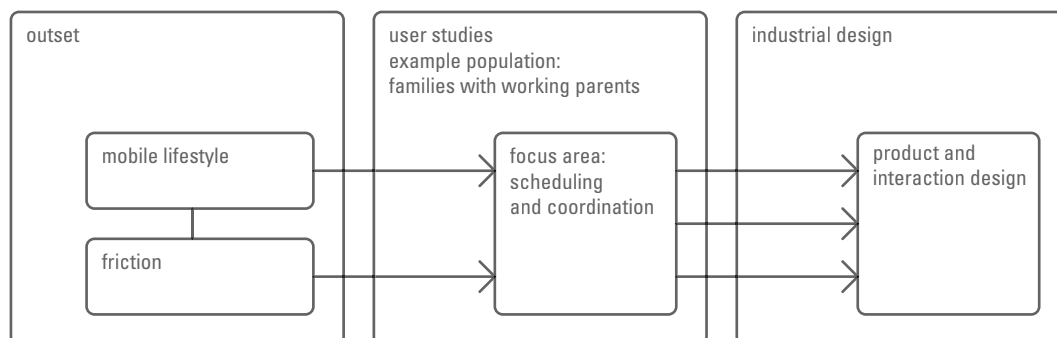 outset
mobile lifestyle
friction
user studies
example population:
families with working parents
focus area:
scheduling
and coordination
industrial design
product and
interaction design